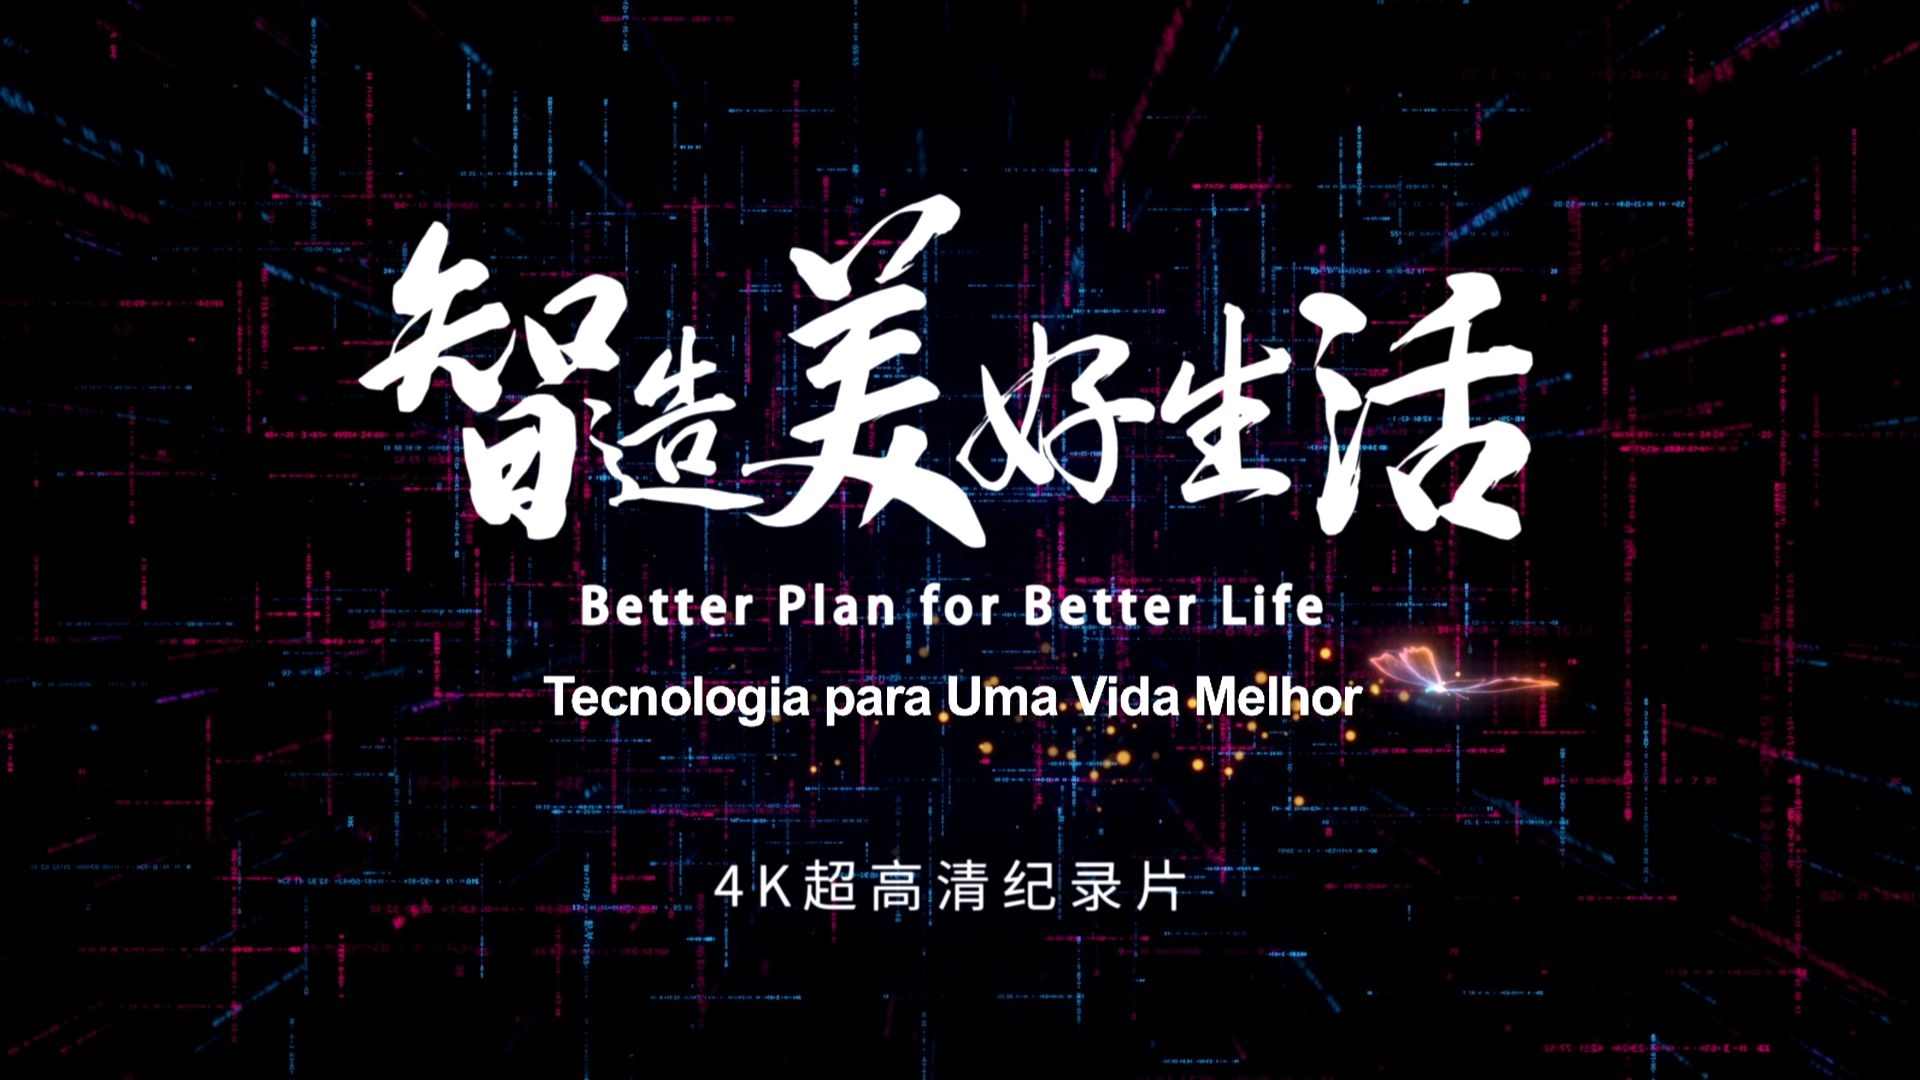 智造美好生活
Better Plan for Better Life
Tecnologia para Uma Vida Melhor
4K超高清纪录片